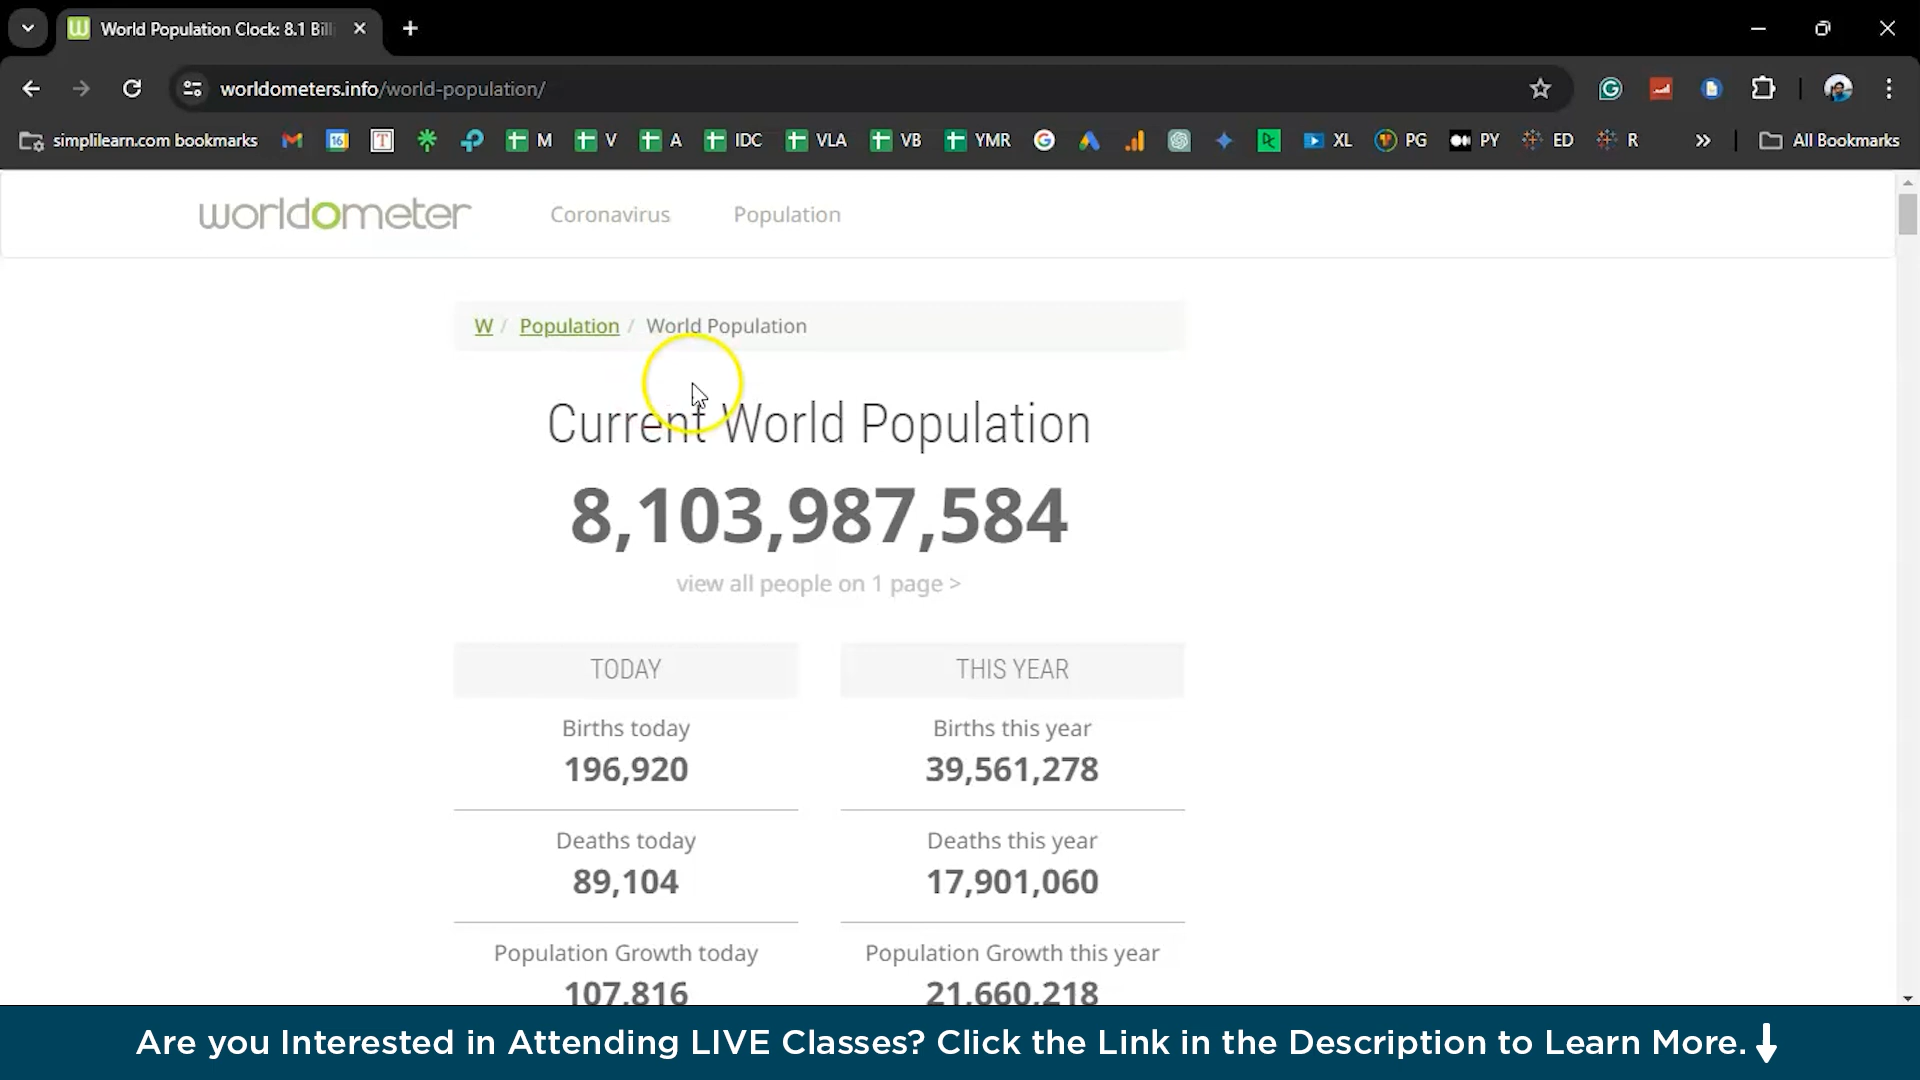 World Population Clock: 8.1 Bill
worldometers.info/world-population/
simplilearn.com bookmarks M V A IDC VLA VB YMR XL PG PY ED R » All Bookmarks
worldometer Coronavirus Population
W / Population / World Population
Current World Population
8,103,987,584
view all people on 1 page >
TODAY
Births today
196,920
Deaths today
89,104
Population Growth today
107,816
THIS YEAR
Births this year
39,561,278
Deaths this year
17,901,060
Population Growth this year
21,660,218
Are you Interested in Attending LIVE Classes? Click the Link in the Description to Learn More.